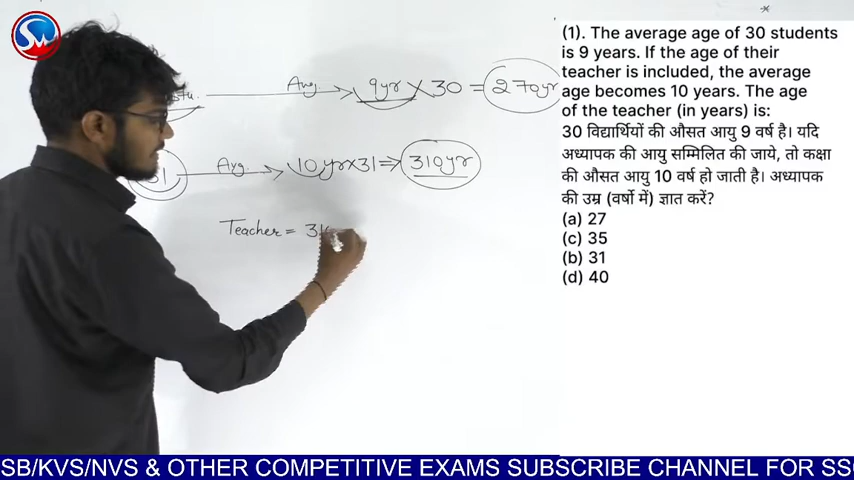 SW
stu. Avg. 9yr × 30 = 270yr
31 Avg. 10yr×31⇒ 310yr
Teacher = 31
(1). The average age of 30 students
is 9 years. If the age of their
teacher is included, the average
age becomes 10 years. The age
of the teacher (in years) is:
30 विद्यार्थियों की औसत आयु 9 वर्ष है। यदि
अध्यापक की आयु सम्मिलित की जाये, तो कक्षा
की औसत आयु 10 वर्ष हो जाती है। अध्यापक
की उम्र (वर्षो में) ज्ञात करें?
(a) 27
(c) 35
(b) 31
(d) 40
SB/KVS/NVS & OTHER COMPETITIVE EXAMS SUBSCRIBE CHANNEL FOR SS